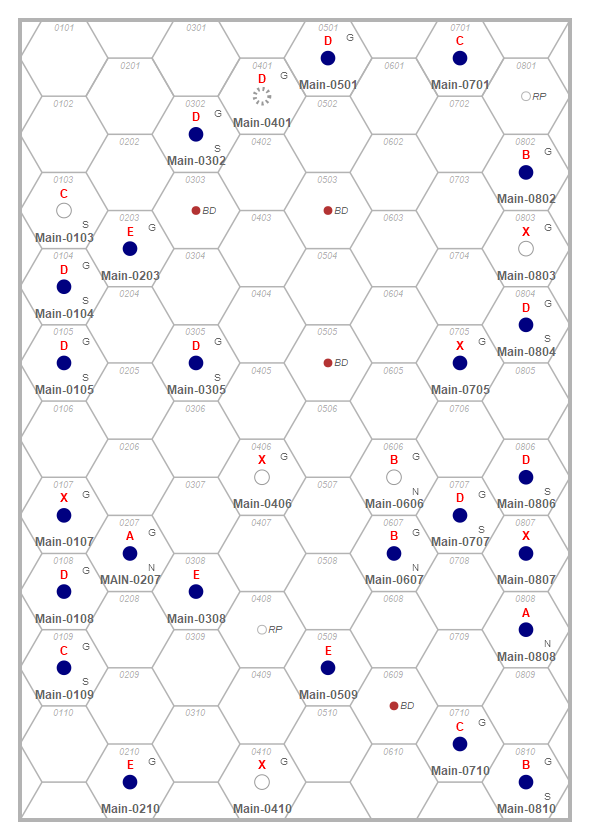 0101
0301
0501
D G
Main-0501
0701
C
Main-0701
0201
0401
D G
Main-0401
0601
0801
RP
0102
0302
D G
S
Main-0302
0502
0702
0202
0402
0602
0802
B G
Main-0802
0103
C
S
Main-0103
0303
BD
0503
BD
0703
0203
E G
Main-0203
0403
0603
0803
X G
Main-0803
0104
D G
S
Main-0104
0304
0504
0704
0204
0404
0604
0804
D G
S
Main-0804
0105
D G
S
Main-0105
0305
D G
S
Main-0305
0505
BD
0705
X G
Main-0705
0205
0405
0605
0805
0106
0306
0506
0706
0206
0406
X G
Main-0406
0606
B G
N
Main-0606
0806
D
S
Main-0806
0107
X G
Main-0107
0307
0507
0707
D G
S
Main-0707
0207
A G
N
MAIN-0207
0407
0607
B G
N
Main-0607
0807
X
Main-0807
0108
D G
Main-0108
0308
E
Main-0308
0508
0708
0208
0408
RP
0608
0808
A
N
Main-0808
0109
C G
S
Main-0109
0309
0509
E
Main-0509
0709
0209
0409
0609
BD
0809
0110
0310
0510
0710
C G
Main-0710
0210
E G
Main-0210
0410
X G
Main-0410
0610
0810
B G
S
Main-0810